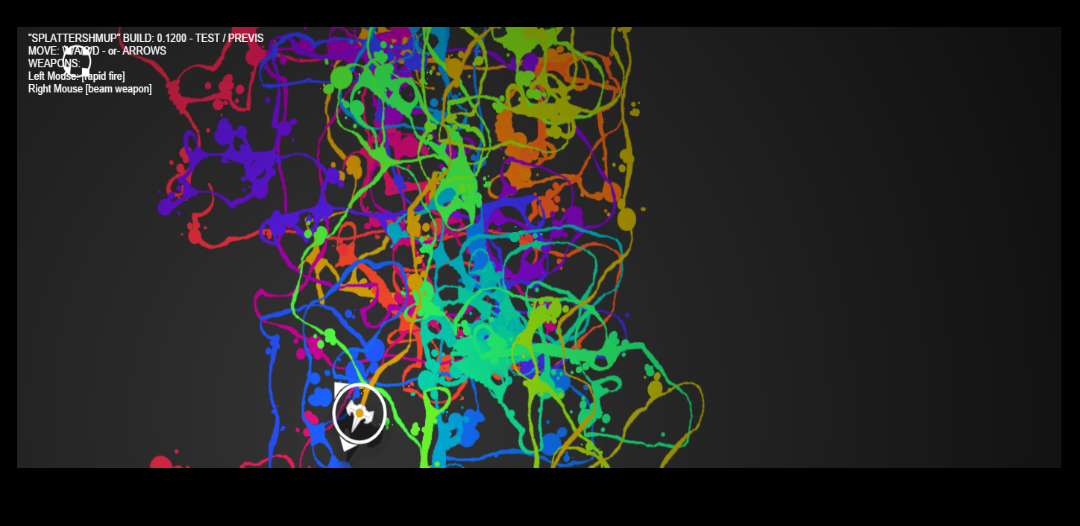 "SPLATTERSHMUP" BUILD: 0.1200 - TEST / PREVIS
MOVE: W/A/S/D - or- ARROWS
WEAPONS:
Left Mouse: [rapid fire]
Right Mouse [beam weapon]